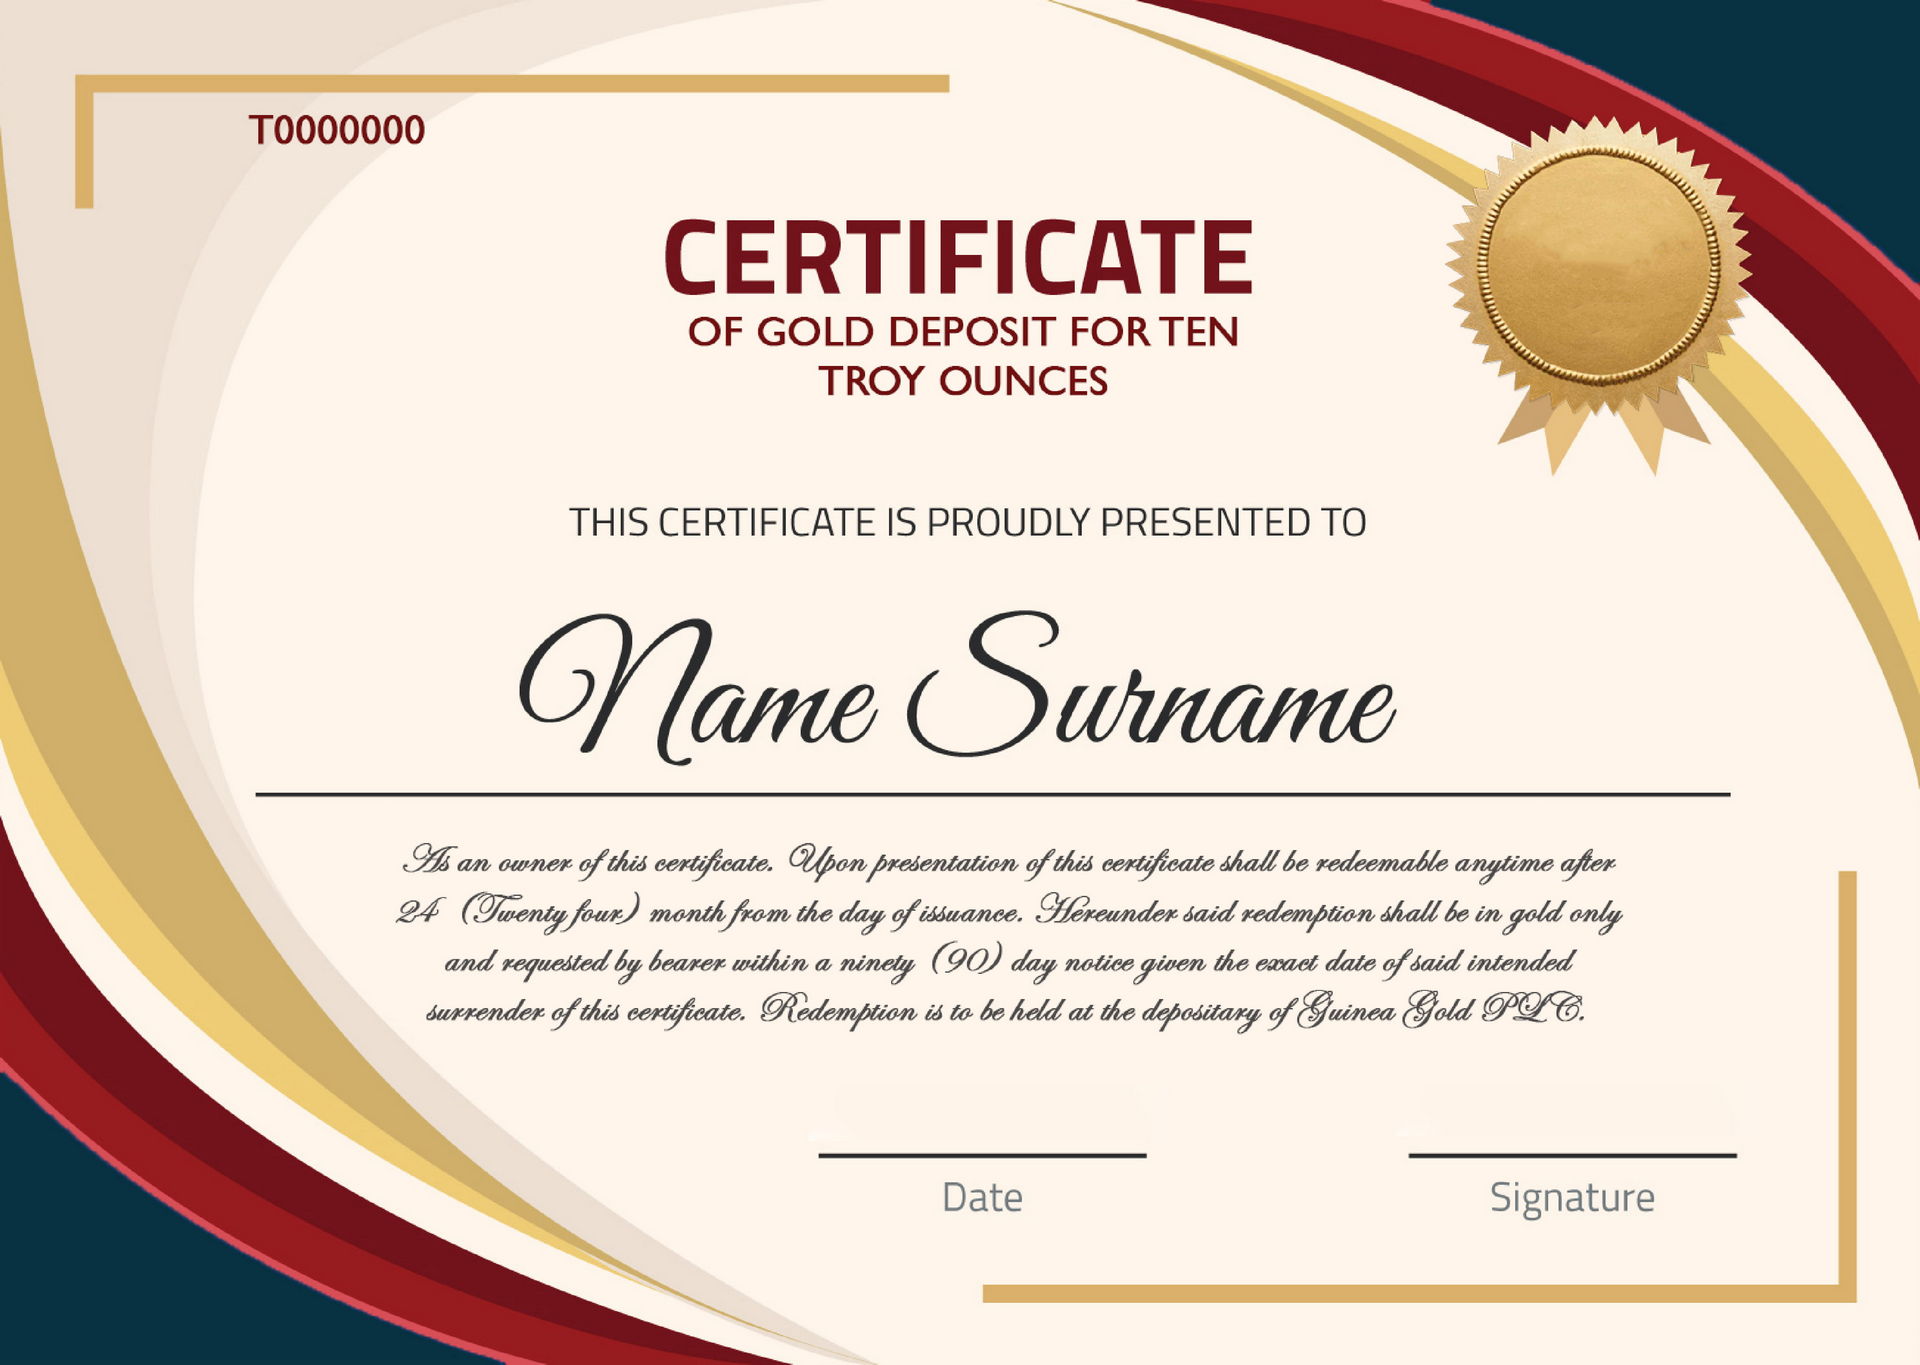 T0000000
CERTIFICATE
OF GOLD DEPOSIT FOR TEN
TROY OUNCES
THIS CERTIFICATE IS PROUDLY PRESENTED TO
Name Surname
As an owner of this certificate. Upon presentation of this certificate shall be redeemable anytime after
24 (Twenty four) month from the day of issuance. Hereunder said redemption shall be in gold only
and requested by bearer within a ninety (90) day notice given the exact date of said intended
surrender of this certificate. Redemption is to be held at the depositary of Guinea Gold PLC.
Date
Signature